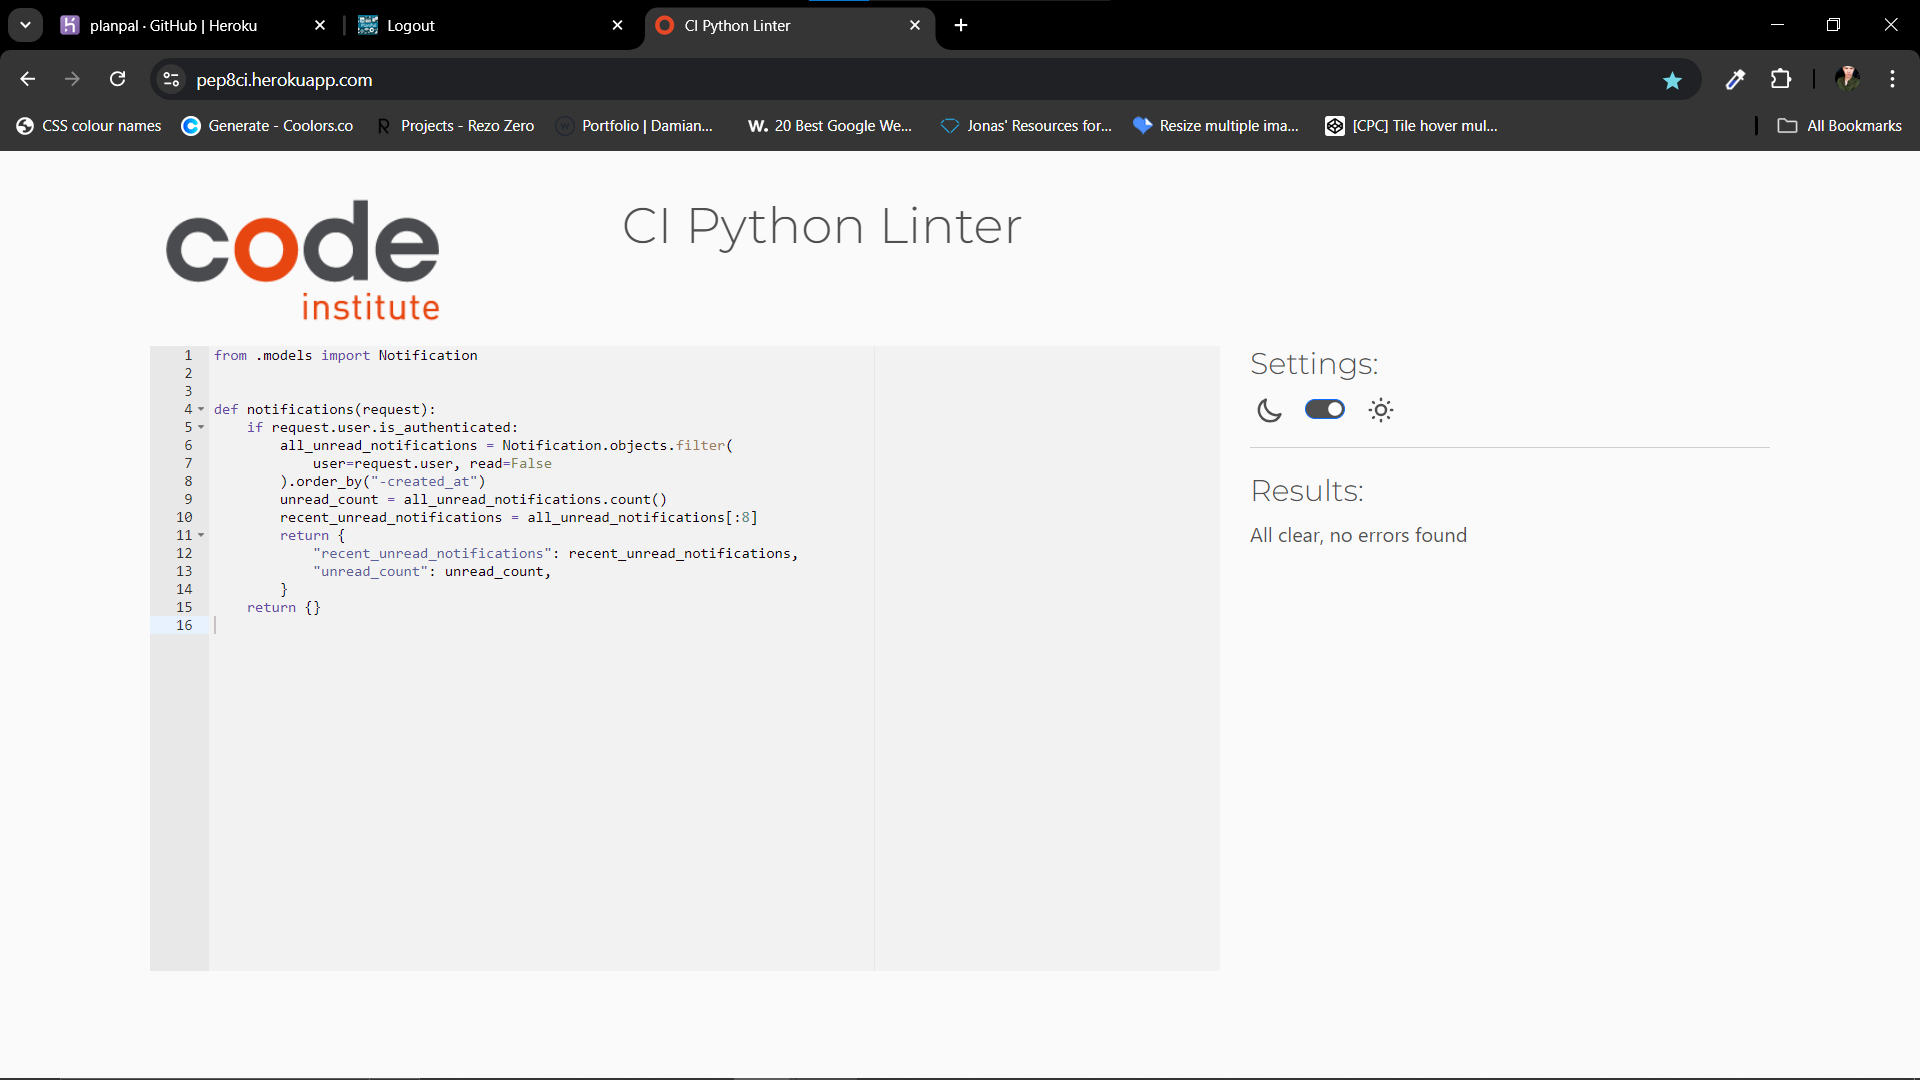 planpal · GitHub | Heroku
Logout
CI Python Linter
pep8ci.herokuapp.com
CSS colour names
Generate - Coolors.co
Projects - Rezo Zero
Portfolio | Damian...
20 Best Google We...
Jonas' Resources for...
Resize multiple ima...
[CPC] Tile hover mul...
All Bookmarks
code
institute
CI Python Linter
1 from .models import Notification
2
3
4 def notifications(request):
5     if request.user.is_authenticated:
6         all_unread_notifications = Notification.objects.filter(
7             user=request.user, read=False
8         ).order_by("-created_at")
9         unread_count = all_unread_notifications.count()
10         recent_unread_notifications = all_unread_notifications[:8]
11         return {
12             "recent_unread_notifications": recent_unread_notifications,
13             "unread_count": unread_count,
14         }
15     return {}
16
Settings:
Results:
All clear, no errors found